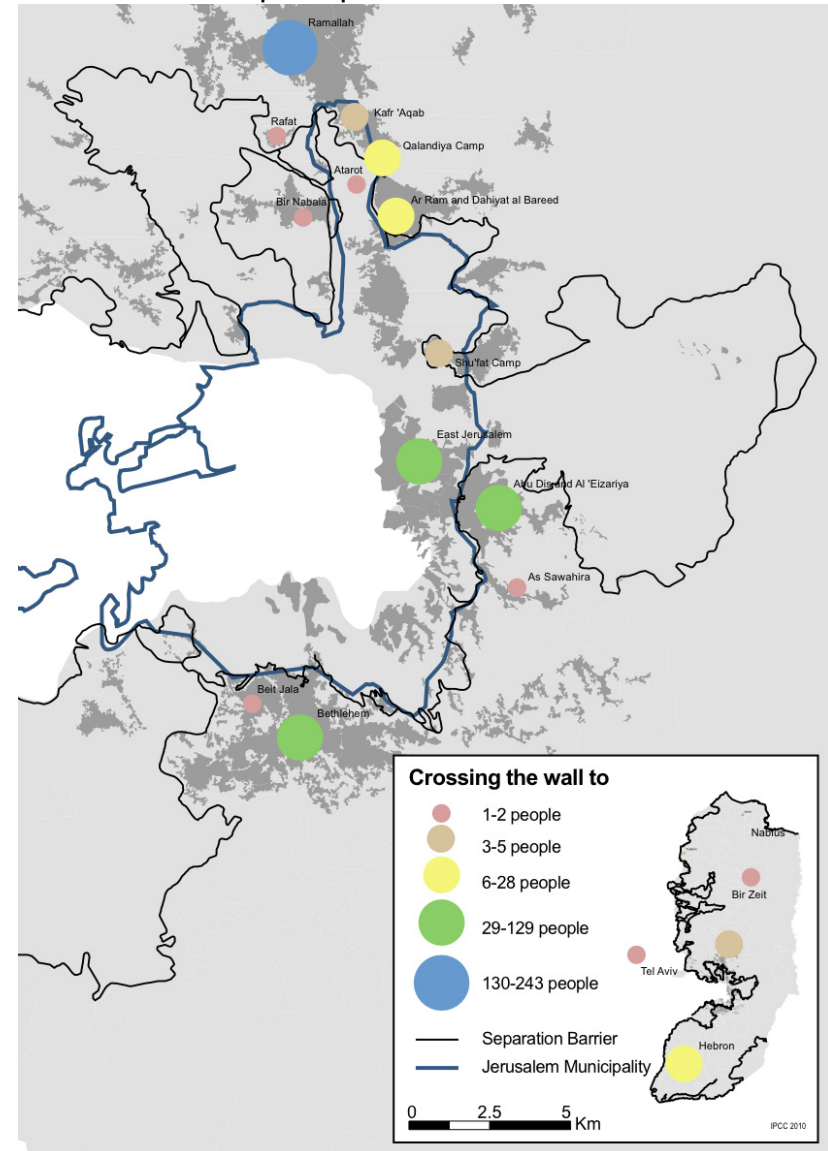 Ramallah
Kafr 'Aqab
Rafat
Qalandiya Camp
Atarot
Bir Nabala
Ar Ram and Dahiyat al Bareed
Shu'fat Camp
East Jerusalem
Abu Dis and Al 'Eizariya
As Sawahira
Beit Jala
Bethlehem
Crossing the wall to
1-2 people
3-5 people
6-28 people
29-129 people
130-243 people
Separation Barrier
Jerusalem Municipality
0 2.5 5
Km
Nablus
Bir Zeit
Tel Aviv
Hebron
IPCC 2010